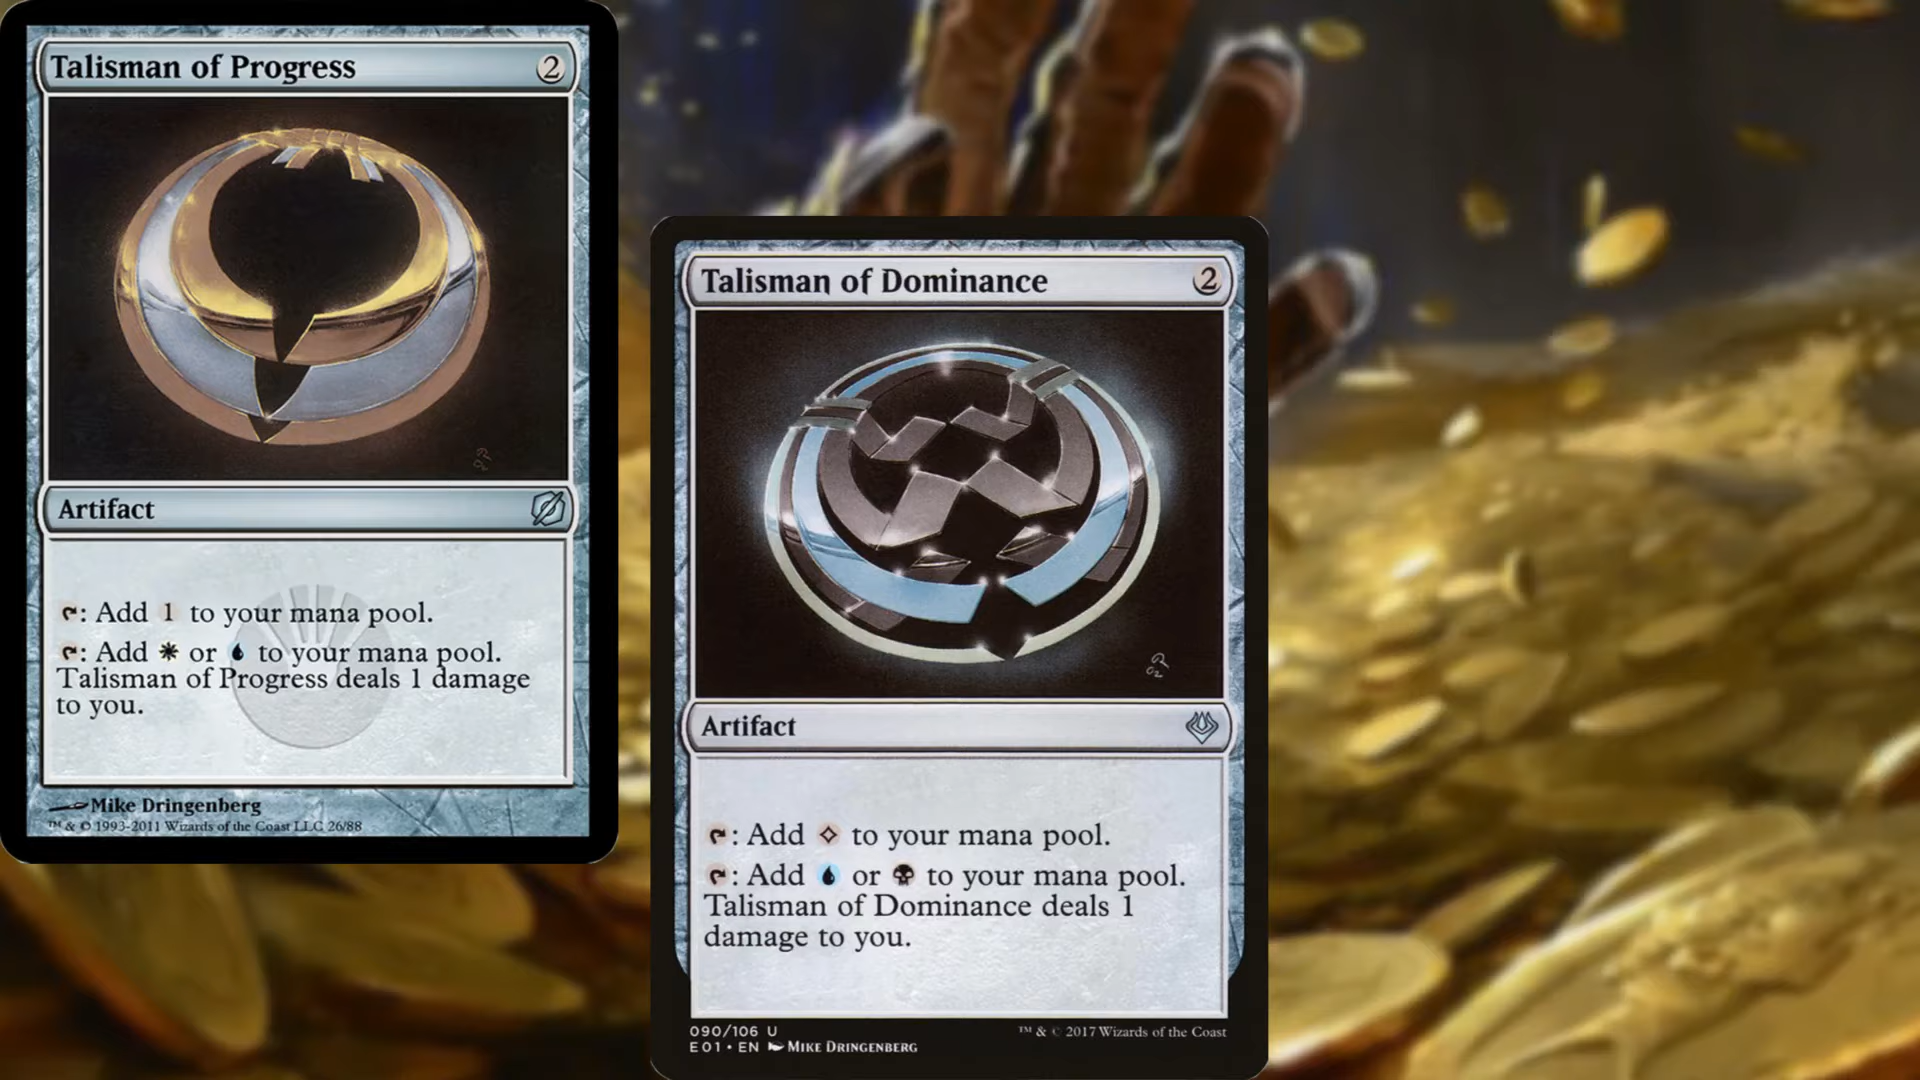 Talisman of Progress 2
Artifact
: Add 1 to your mana pool.
: Add or to your mana pool.
Talisman of Progress deals 1 damage
to you.
Mike Dringenberg
™ & © 1993-2011 Wizards of the Coast LLC 26/88
Talisman of Dominance 2
Artifact
: Add to your mana pool.
: Add or to your mana pool.
Talisman of Dominance deals 1
damage to you.
090/106 U
™ & © 2017 Wizards of the Coast
E01 • EN MIKE DRINGENBERG